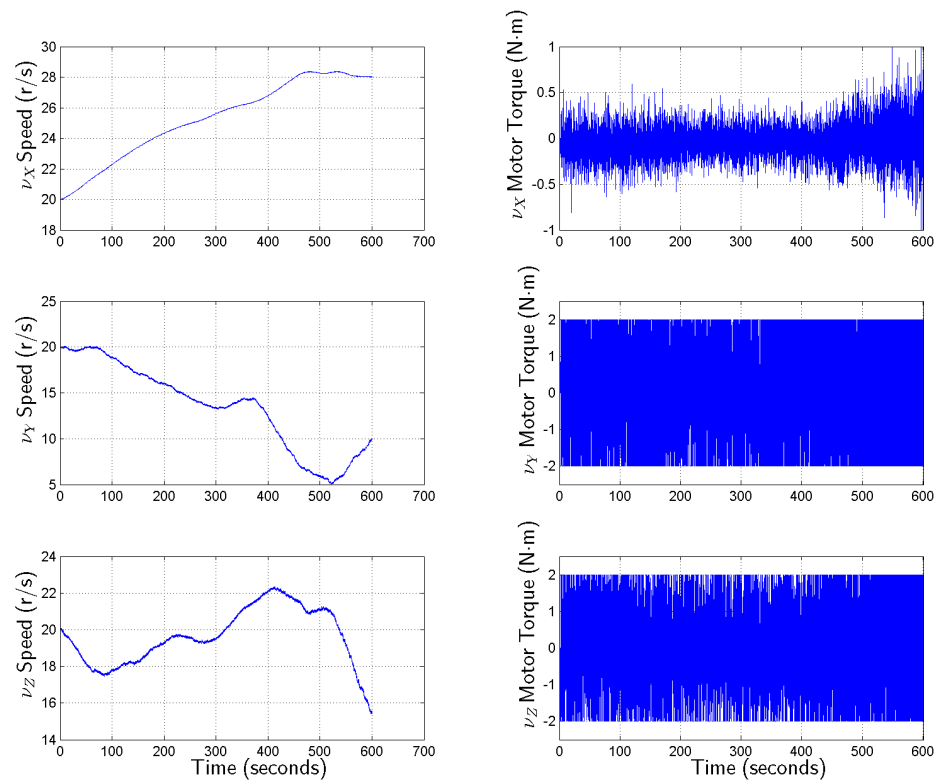 ν_X Speed (r/s)
30
28
26
24
22
20
18
0 100 200 300 400 500 600 700
ν_X Motor Torque (N·m)
1
0.5
0
-0.5
-1
0 100 200 300 400 500 600
ν_Y Speed (r/s)
25
20
15
10
5
0 100 200 300 400 500 600 700
ν_Y Motor Torque (N·m)
2
1
0
-1
-2
0 100 200 300 400 500 600
ν_Z Speed (r/s)
24
22
20
18
16
14
0 100 200 300 400 500 600 700
Time (seconds)
ν_Z Motor Torque (N·m)
2
1
0
-1
-2
0 100 200 300 400 500 600
Time (seconds)